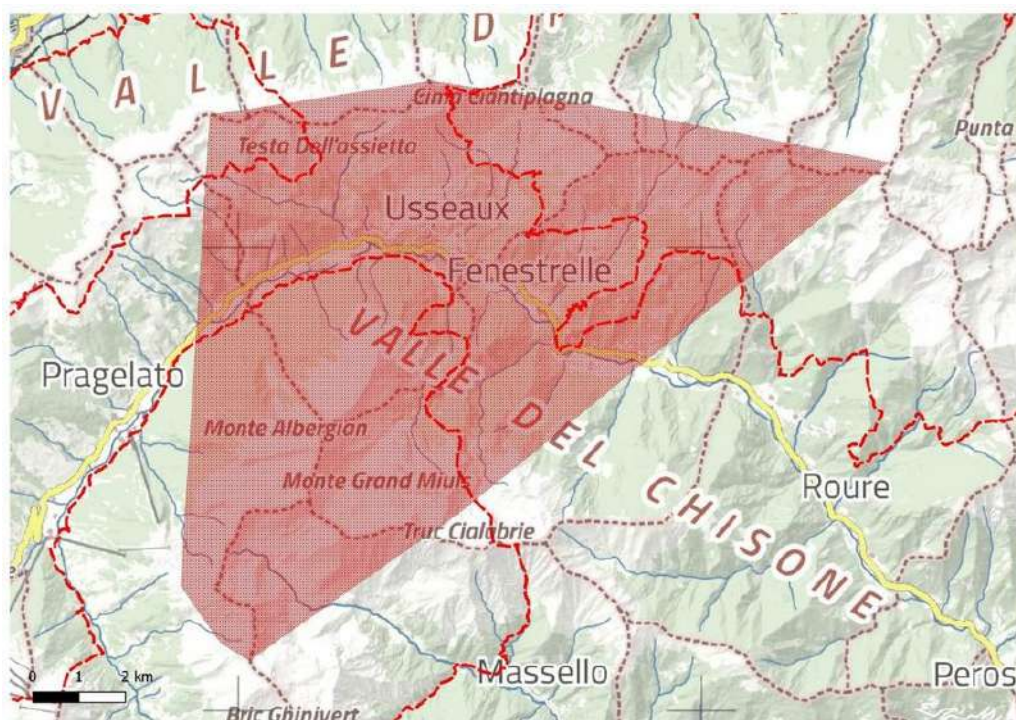 VALLE D
Cima Ciantiplagna
Punta
Testa Dell'assietta
Usseaux
Fenestrelle
VALLE DEL CHISONE
Pragelato
Monte Albergian
Monte Grand Miuls
Roure
Truc Cialabrie
Massello
Peros
0 1 2 km
Bric Ghinivert